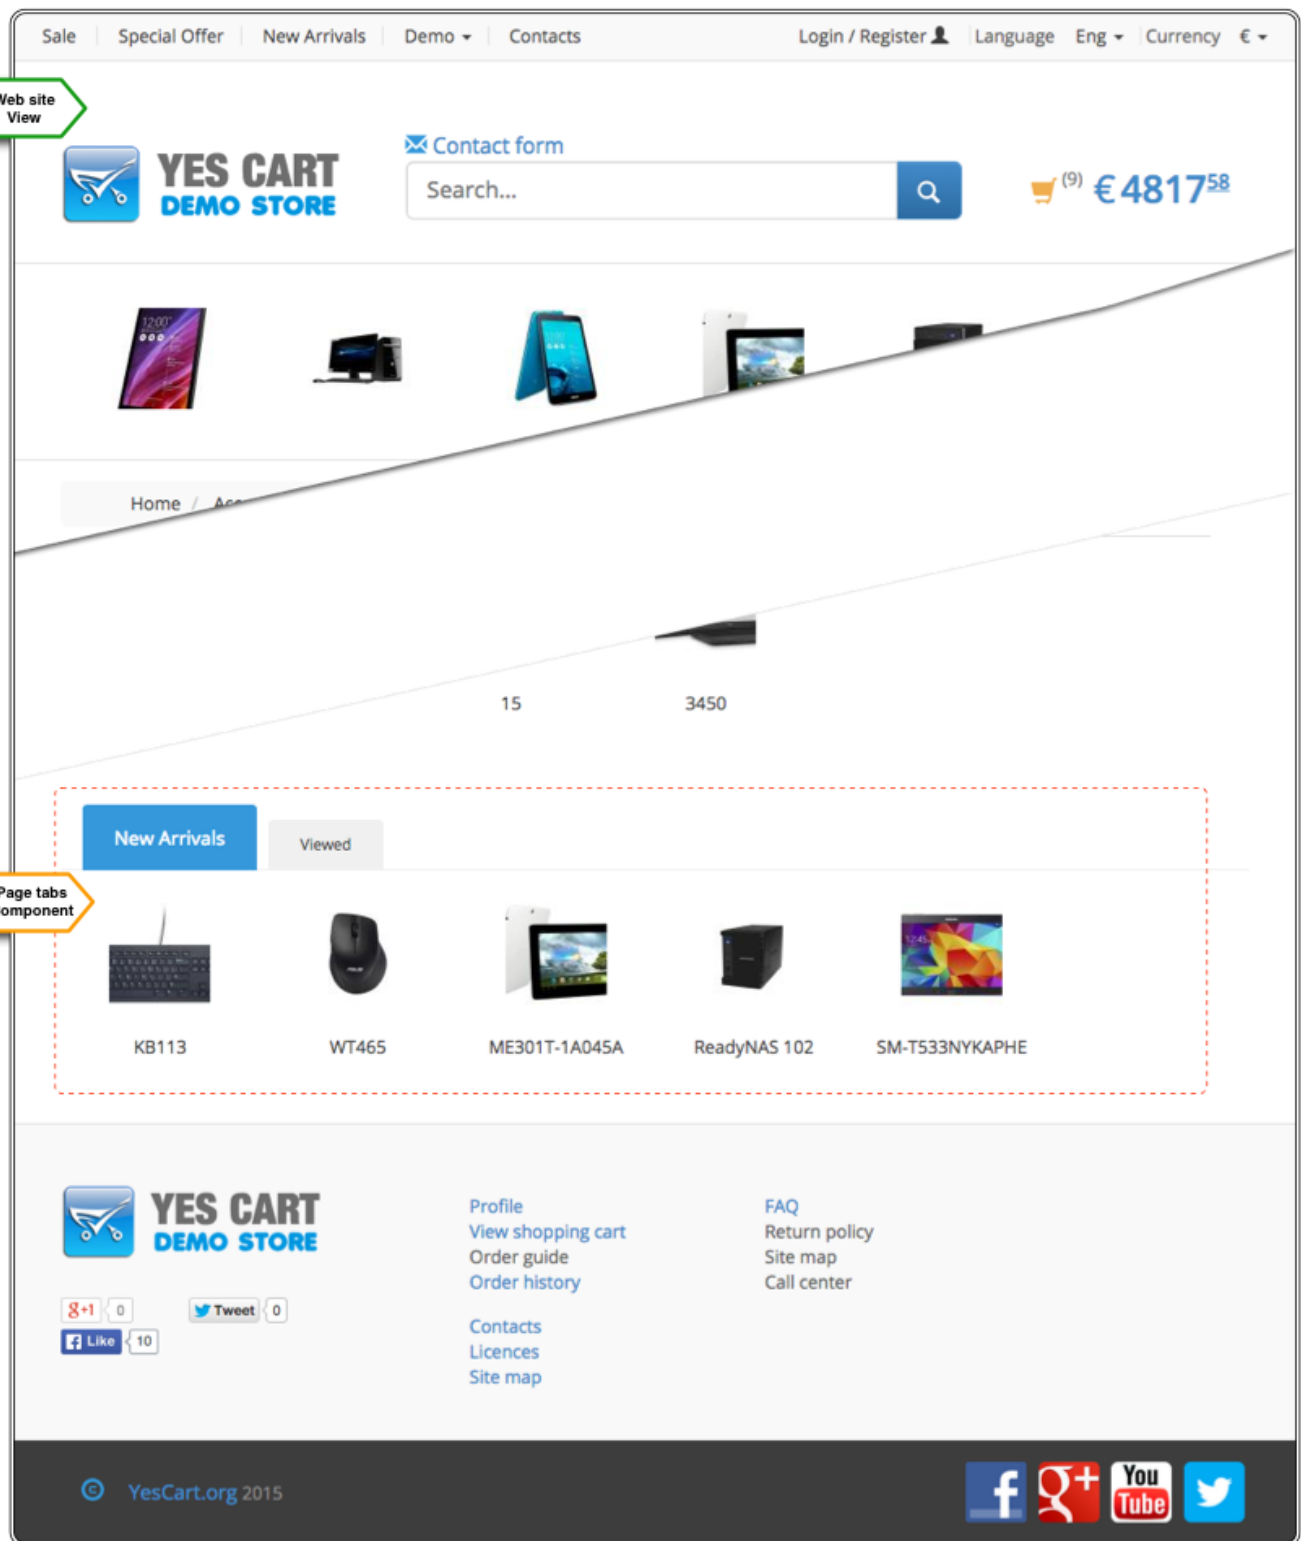 Sale Special Offer New Arrivals Demo Contacts Login / Register Language Eng Currency €
Web site
View
Contact form
YES CART
DEMO STORE
Search...
(9) € 4817 58
12:00
Home /
15 3450
New Arrivals Viewed
Page tabs
Component
12:45
KB113 WT465 ME301T-1A045A ReadyNAS 102 SM-T533NYKAPHE
YES CART
DEMO STORE
Profile FAQ
View shopping cart Return policy
Order guide Site map
Order history Call center
g+1 0 Tweet 0
Like 10
Contacts
Licences
Site map
© YesCart.org 2015
f g+ You Tube